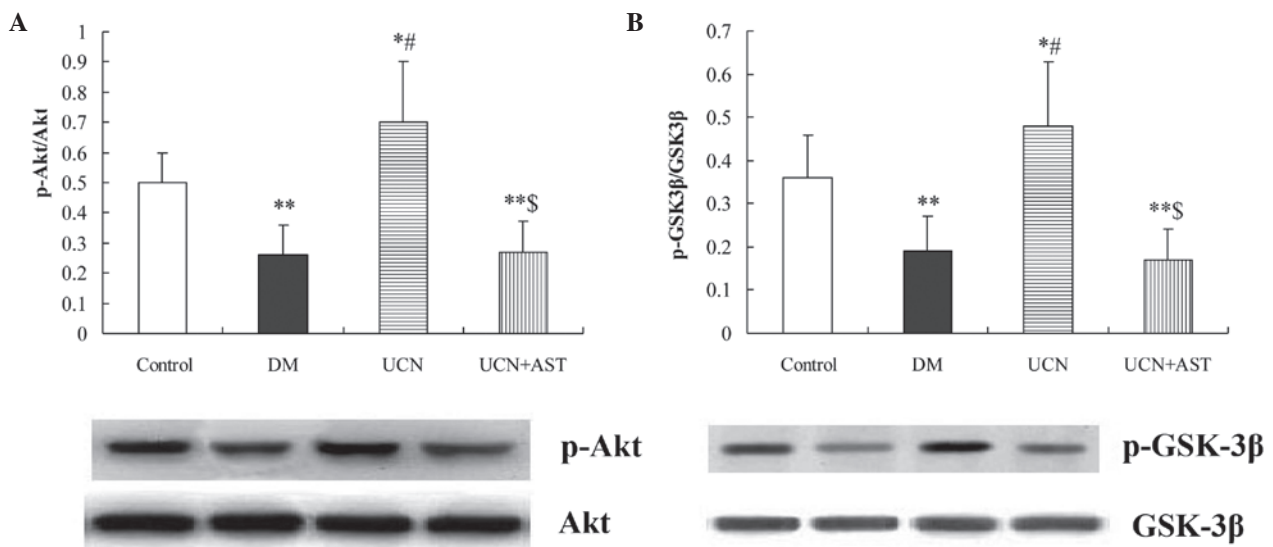 A
p-Akt/Akt
1
0.9
0.8
0.7
0.6
0.5
0.4
0.3
0.2
0.1
0
**
*#
**$
Control DM UCN UCN+AST
p-Akt
Akt
B
p-GSK3β/GSK3β
0.7
0.6
0.5
0.4
0.3
0.2
0.1
0
**
*#
**$
Control DM UCN UCN+AST
p-GSK-3β
GSK-3β